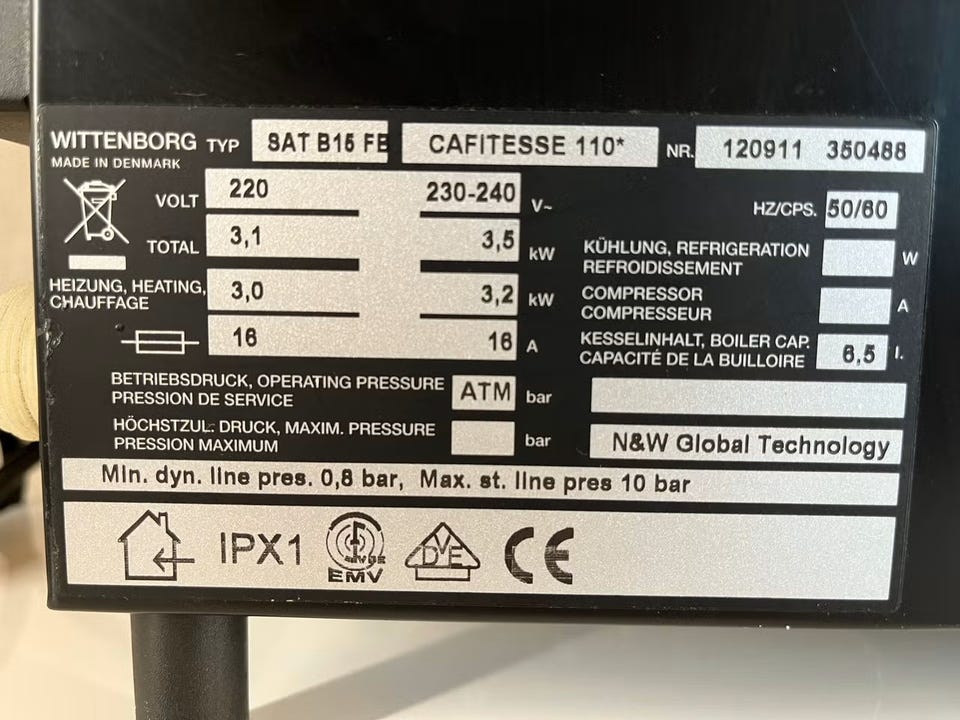 WITTENBORG TYP SAT B15 FB CAFITESSE 110* NR. 120911 350488
MADE IN DENMARK
VOLT 220 230-240 V~ HZ/CPS. 50/60
TOTAL 3,1 3,5 kW KÜHLUNG, REFRIGERATION
REFROIDISSEMENT W
HEIZUNG, HEATING, 3,0 3,2 kW COMPRESSOR
CHAUFFAGE COMPRESSEUR A
16 16 A KESSELINHALT, BOILER CAP.
CAPACITÉ DE LA BUILLOIRE 6,5 l.
BETRIEBSDRUCK, OPERATING PRESSURE ATM bar
PRESSION DE SERVICE
HÖCHSTZUL. DRUCK, MAXIM. PRESSURE bar
PRESSION MAXIMUM
N&W Global Technology
Min. dyn. line pres. 0,8 bar, Max. st. line pres 10 bar
IPX1 VDE EMV VDE CE